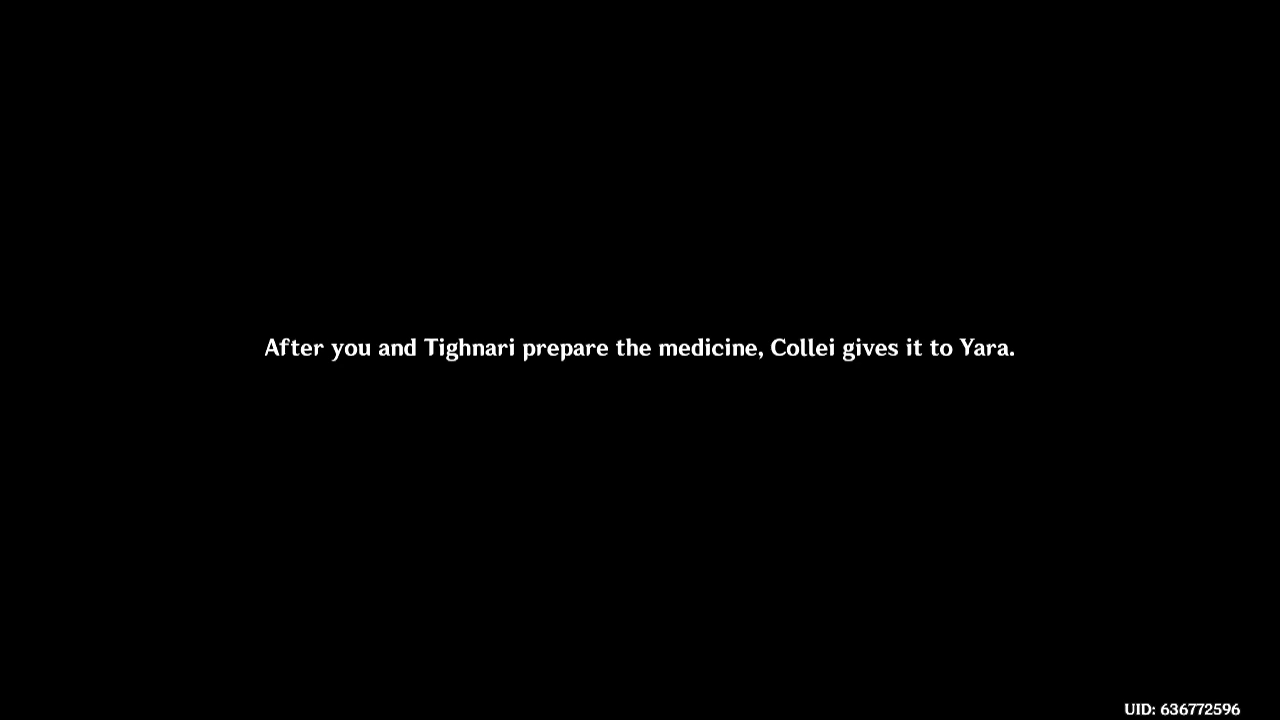 After you and Tighnari prepare the medicine, Collei gives it to Yara.
UID: 636772596